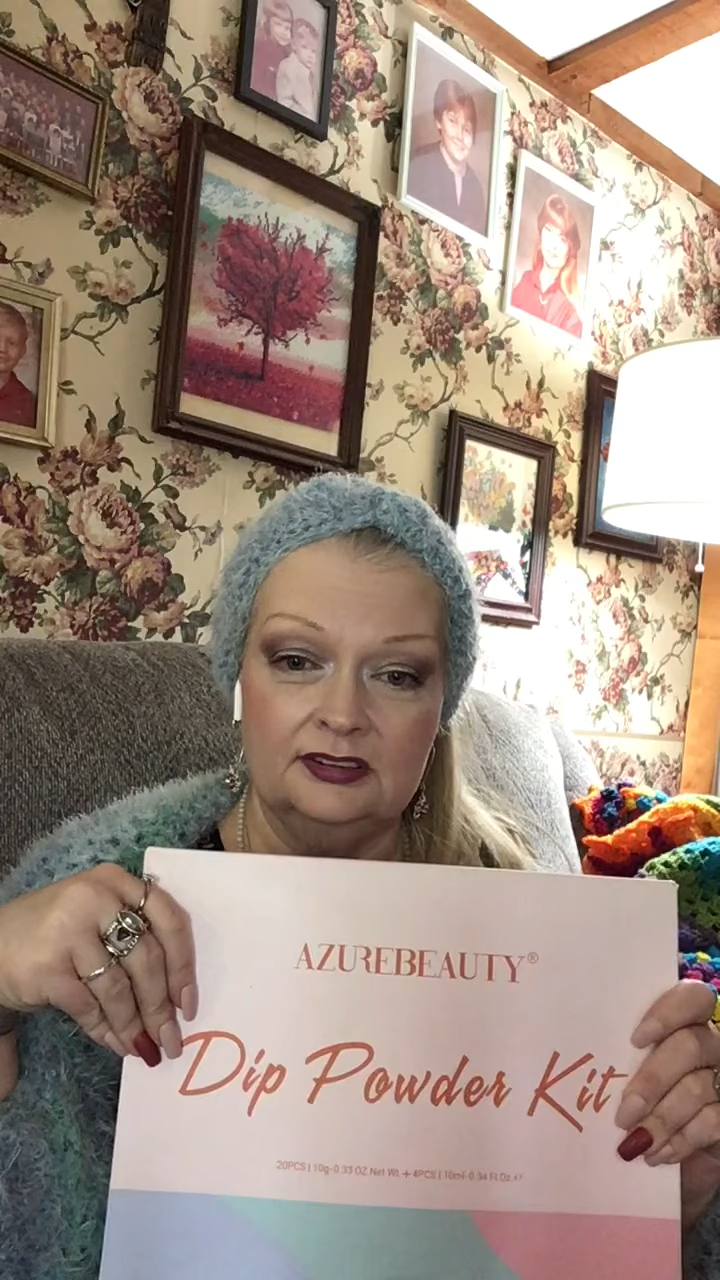 AZUREBEAUTY®
Dip Powder Kit
20PCS | 10g-0.33 OZ Net Wt. + 4PCS | 10ml-0.34 Fl.Oz.